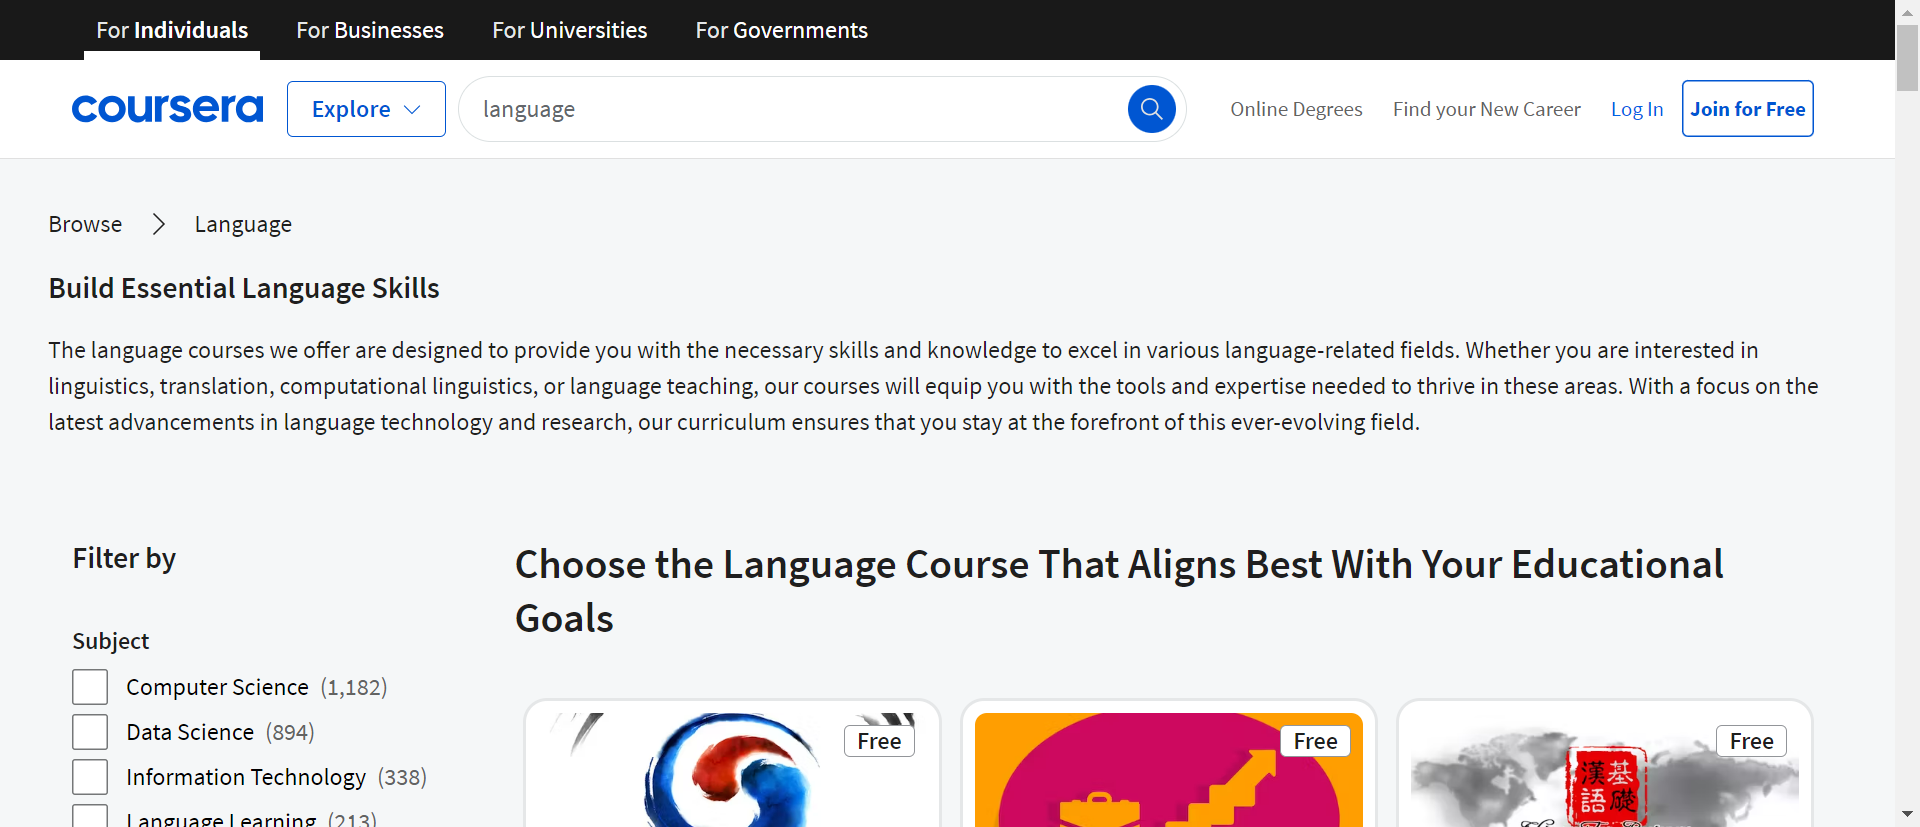 For Individuals For Businesses For Universities For Governments
coursera Explore language Online Degrees Find your New Career Log In Join for Free
Browse Language
Build Essential Language Skills
The language courses we offer are designed to provide you with the necessary skills and knowledge to excel in various language-related fields. Whether you are interested in
linguistics, translation, computational linguistics, or language teaching, our courses will equip you with the tools and expertise needed to thrive in these areas. With a focus on the
latest advancements in language technology and research, our curriculum ensures that you stay at the forefront of this ever-evolving field.
Filter by
Subject
Computer Science (1,182)
Data Science (894)
Information Technology (338)
Language Learning (213)
Choose the Language Course That Aligns Best With Your Educational
Goals
Free
Free
Free
漢基
語礎